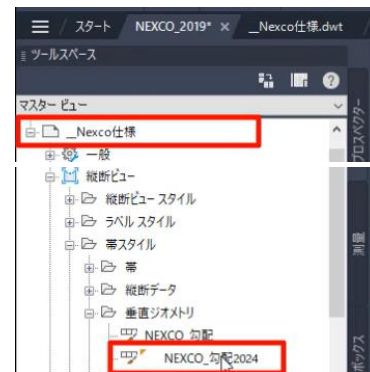 スタート NEXCO_2019* × __Nexco仕様.dwt
ツールスペース
マスター ビュー
プロスペクター
__Nexco仕様
一般
縦断ビュー
縦断ビュー スタイル
ラベル スタイル
測量
帯スタイル
帯
縦断データ
垂直ジオメトリ
NEXCO_勾配
NEXCO_勾配2024